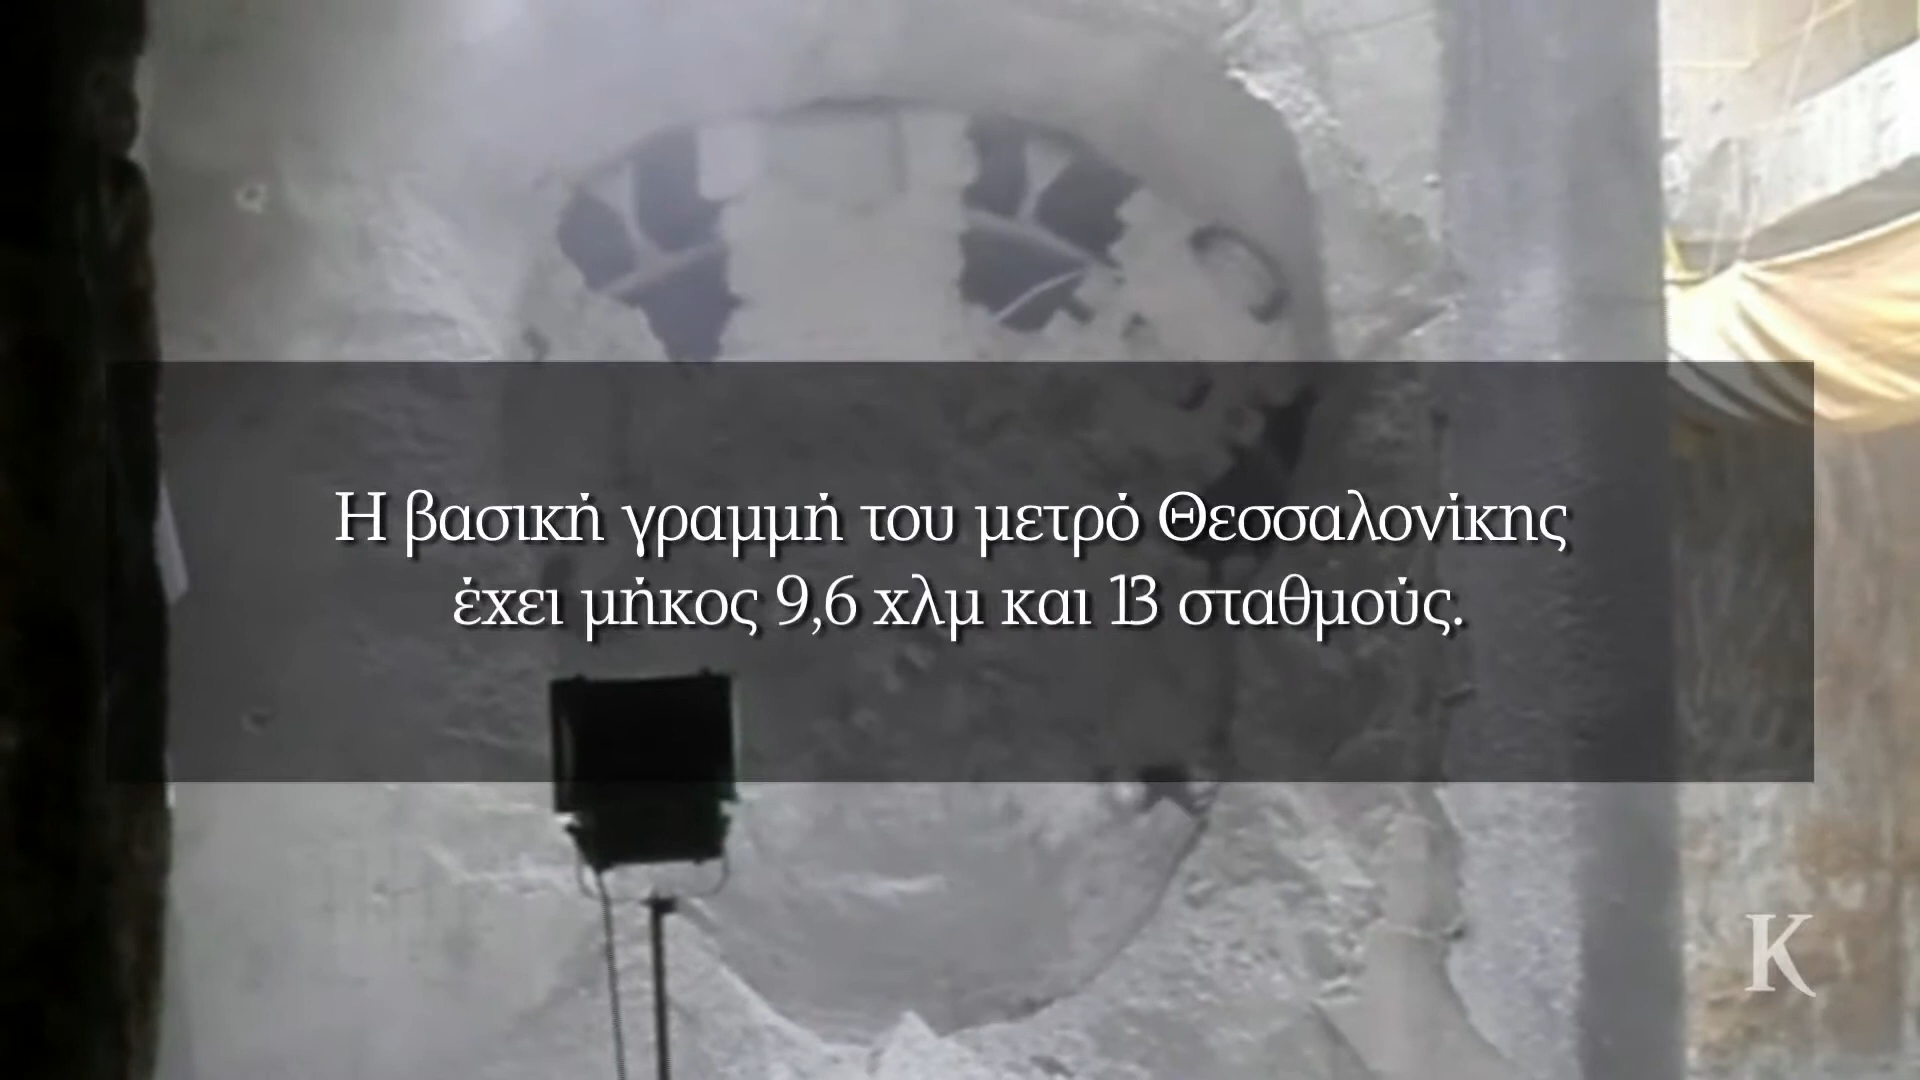 Η βασική γραμμή του μετρό Θεσσαλονίκης
έχει μήκος 9,6 χλμ και 13 σταθμούς.
K